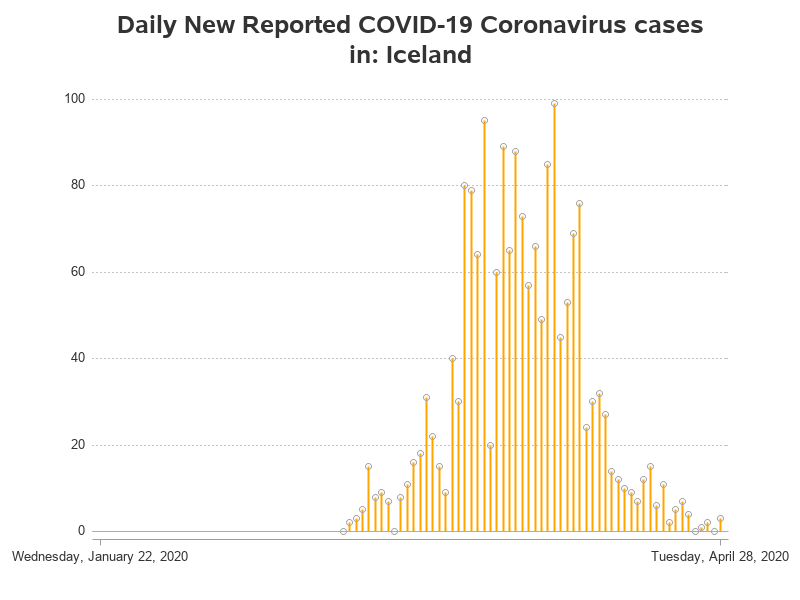 Daily New Reported COVID-19 Coronavirus cases
in: Iceland
100
80
60
40
20
0
Wednesday, January 22, 2020
Tuesday, April 28, 2020